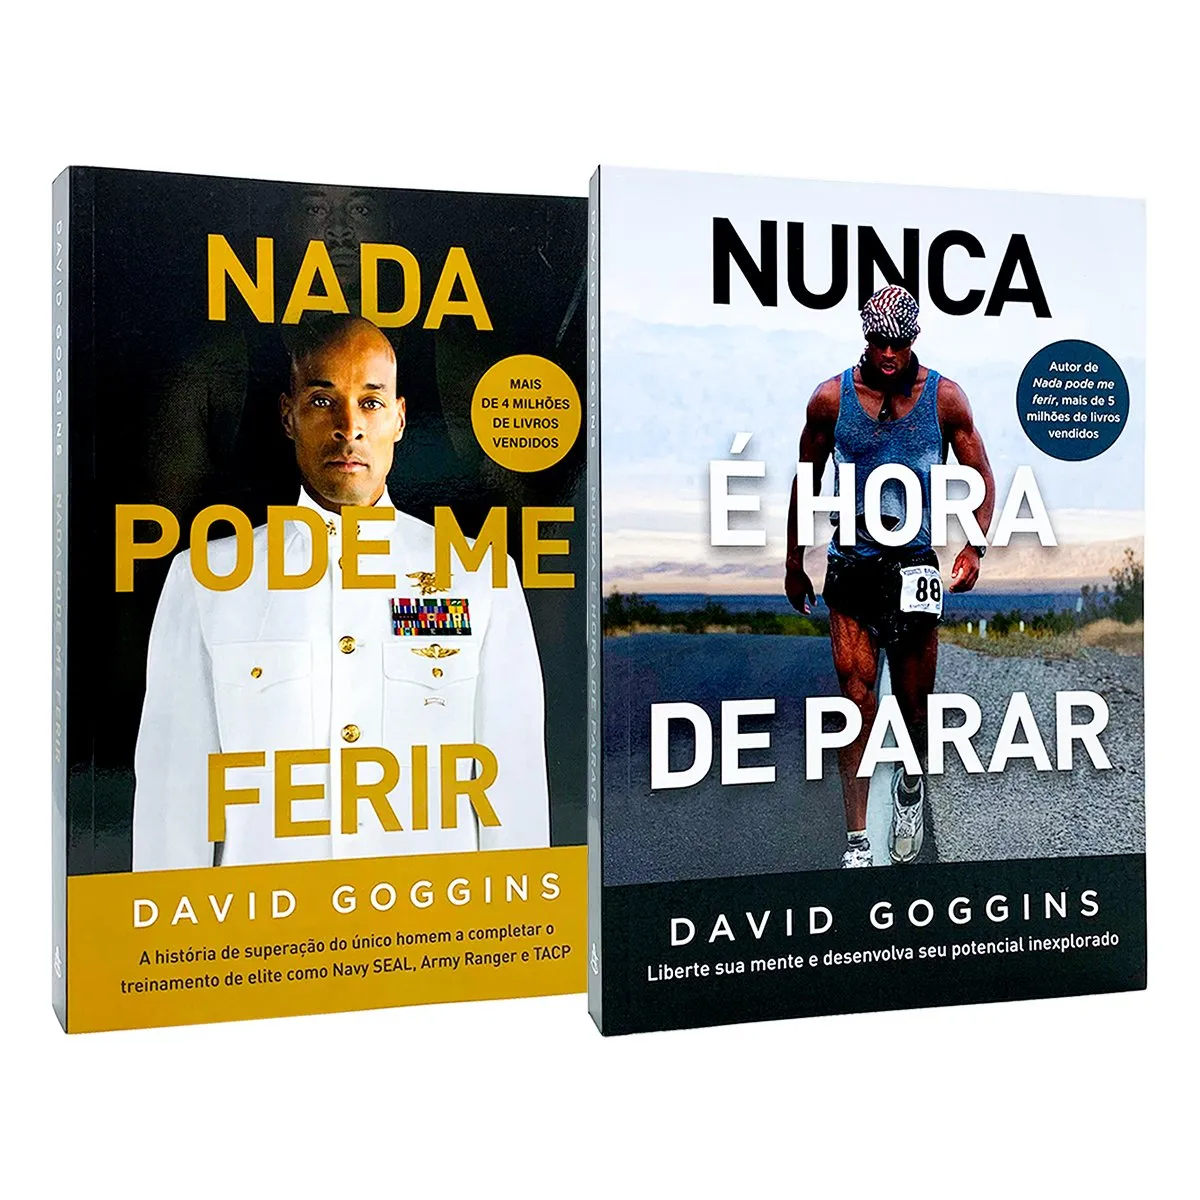 DAVID GOGGINS NADA PODE ME FERIR
NADA
MAIS
DE 4 MILHÕES
DE LIVROS
VENDIDOS
PODE ME
FERIR
DAVID GOGGINS
A história de superação do único homem a completar o
treinamento de elite como Navy SEAL, Army Ranger e TACP
DAVID GOGGINS NUNCA É HORA DE PARAR
NUNCA
Autor de
Nada pode me
ferir, mais de 5
milhões de livros
vendidos
É HORA
88
DE PARAR
DAVID GOGGINS
Liberte sua mente e desenvolva seu potencial inexplorado